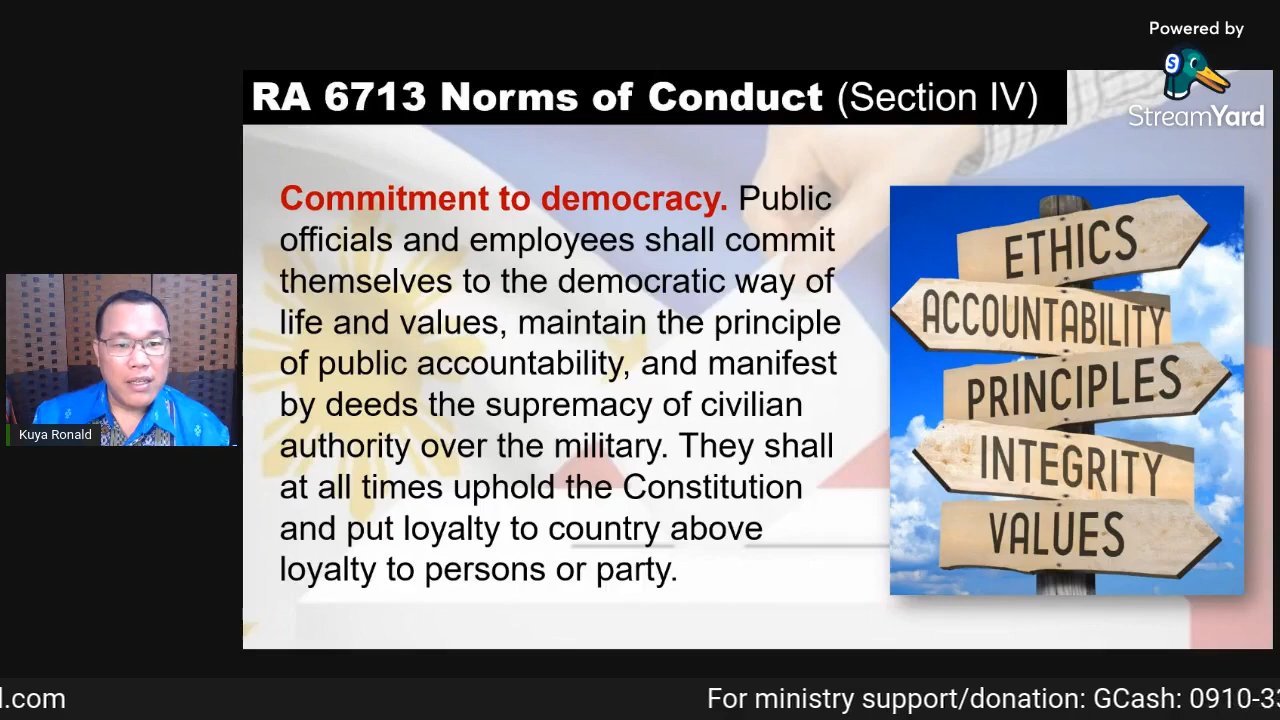 Powered by
StreamYard
RA 6713 Norms of Conduct (Section IV)
Commitment to democracy. Public
officials and employees shall commit
themselves to the democratic way of
life and values, maintain the principle
of public accountability, and manifest
by deeds the supremacy of civilian
authority over the military. They shall
at all times uphold the Constitution
and put loyalty to country above
loyalty to persons or party.
ETHICS
ACCOUNTABILITY
PRINCIPLES
INTEGRITY
VALUES
Kuya Ronald
.com
For ministry support/donation: GCash: 0910-